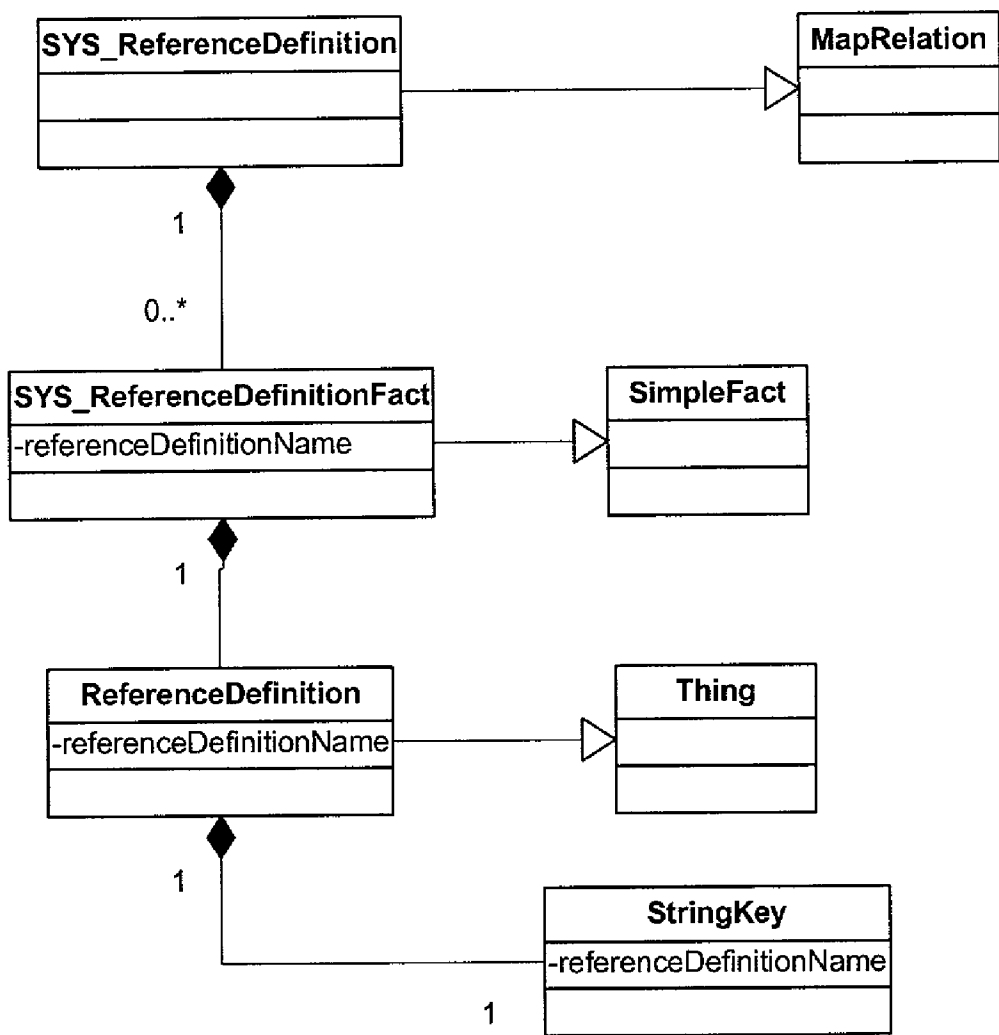 SYS_ReferenceDefinition
MapRelation
1
0..*
SYS_ReferenceDefinitionFact
-referenceDefinitionName
SimpleFact
1
ReferenceDefinition
-referenceDefinitionName
Thing
1
StringKey
-referenceDefinitionName
1